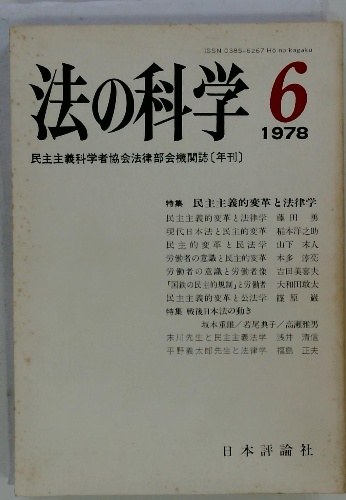 ISSN 0385-6267 Hō no kagaku
法の科学 6
1978
民主主義科学者協会法律部会機関誌〔年刊〕
特集 民主主義的変革と法律学
民主主義的変革と法律学 藤田 勇
現代日本法と民主的変革 稲本洋之助
民主的変革と民法学 山下末人
労働者の意識と民主的変革 本多淳亮
労働者の意識と労働者像 吉田美喜夫
「国鉄の民主的規制」と労働者 大和田敢太
民主主義的変革と公法学 篠原 巌
特集 戦後日本法の動き
坂本重雄/若尾典子/高瀬雅男
末川先生と民主主義法学 浅井清信
平野義太郎先生と法律学 福島正夫
日本評論社